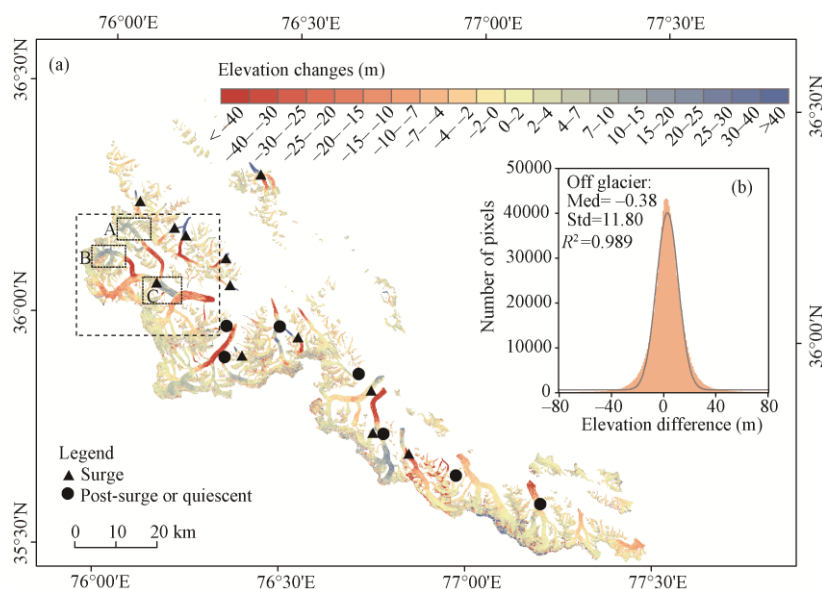 76°00′E 76°30′E 77°00′E 77°30′E
(a)
Elevation changes (m)
<−40
−40–−30
−30–−25
−25–−20
−20–−15
−15–−10
−10–−7
−7–−4
−4–−2
−2–0
0–2
2–4
4–7
7–10
10–15
15–20
20–25
25–30
30–40
>40
36°30′N
36°30′N
36°00′N
36°00′N
35°30′N
A
B
C
(b)
Off glacier:
Med= −0.38
Std=11.80
R²=0.989
Number of pixels
50000
40000
30000
20000
10000
0
−80 −40 0 40 80
Elevation difference (m)
Legend
Surge
Post-surge or quiescent
0 10 20 km
35°30′N
76°00′E 76°30′E 77°00′E 77°30′E